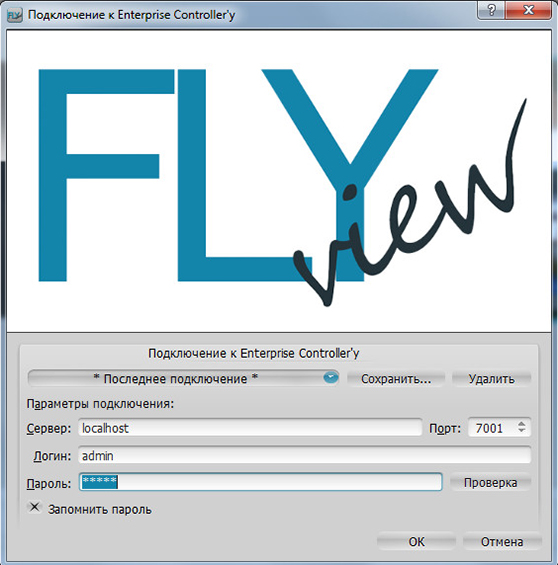 Подключение к Enterprise Controller'у
FLY view
Подключение к Enterprise Controller'у
* Последнее подключение * Сохранить... Удалить
Параметры подключения:
Сервер: localhost Порт: 7001
Логин: admin
Пароль: ***** Проверка
Запомнить пароль
OK Отмена